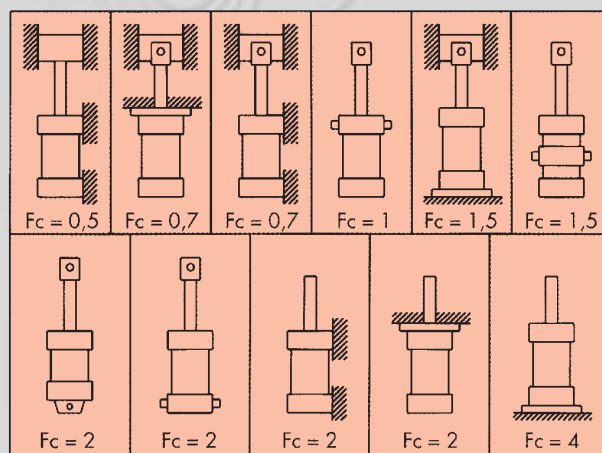 Fc = 0,5 Fc = 0,7 Fc = 0,7 Fc = 1 Fc = 1,5 Fc = 1,5
Fc = 2 Fc = 2 Fc = 2 Fc = 2 Fc = 4